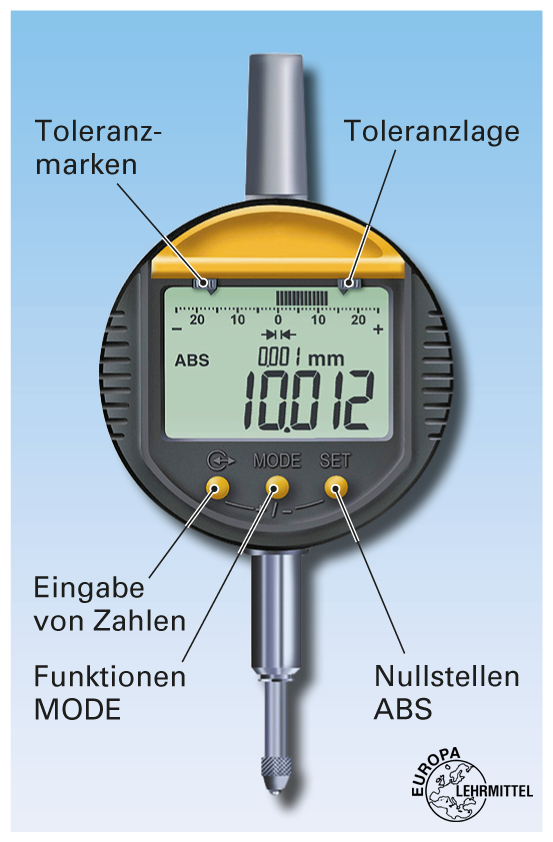 Toleranz-
marken
Toleranzlage
20 10 0 10 20
− +
ABS 0.001 mm
10.012
MODE SET
+/−
Eingabe
von Zahlen
Funktionen
MODE
Nullstellen
ABS
EUROPA
LEHRMITTEL